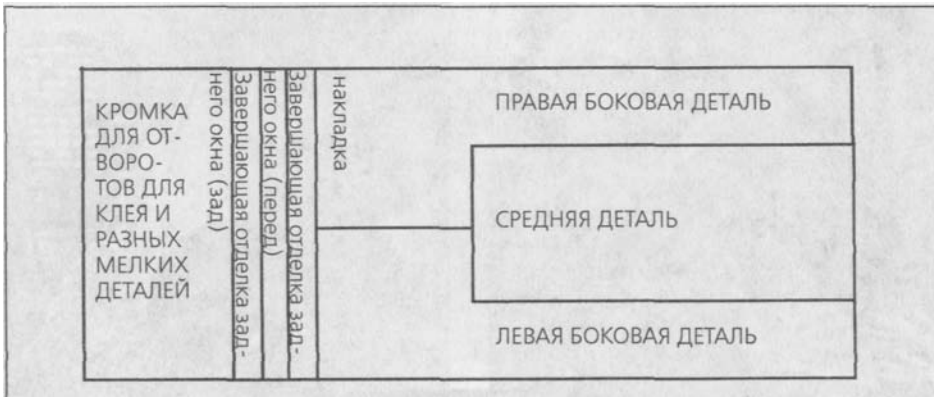 КРОМКА
ДЛЯ ОТ-
ВОРО-
ТОВ ДЛЯ
КЛЕЯ И
РАЗНЫХ
МЕЛКИХ
ДЕТАЛЕЙ
Завершающая отделка зад-
него окна (зад)
Завершающая отделка зад-
него окна (перед)
накладка
ПРАВАЯ БОКОВАЯ ДЕТАЛЬ
СРЕДНЯЯ ДЕТАЛЬ
ЛЕВАЯ БОКОВАЯ ДЕТАЛЬ